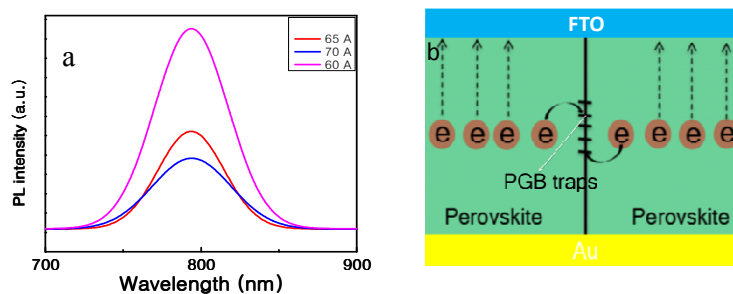 a
65 A
70 A
60 A
PL intensity (a.u.)
700
800
900
Wavelength (nm)
FTO
b
e
e
e
e
e
e
e
e
PGB traps
Perovskite
Perovskite
Au